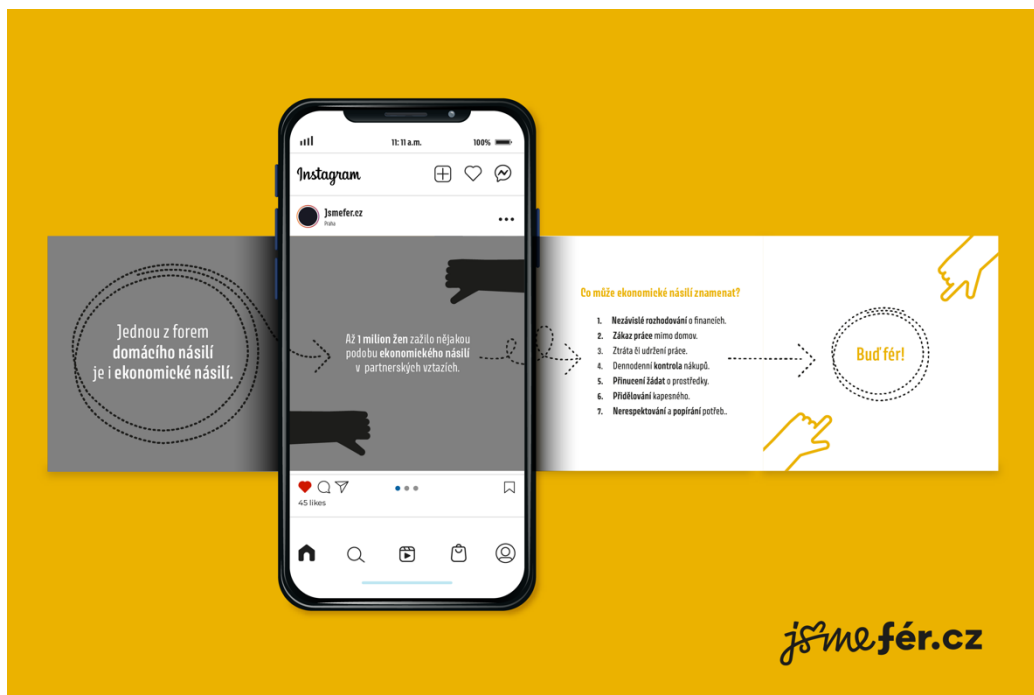 11:11 a.m.
100%
Instagram
Jsmefer.cz
Praha
Jednou z forem
domácího násilí
je i ekonomické násilí.
Až 1 milion žen zažilo nějakou
podobu ekonomického násilí
v partnerských vztazích.
Co může ekonomické násilí znamenat?
1. Nezávislé rozhodování o financích.
2. Zákaz práce mimo domov.
3. Ztráta či udržení práce.
4. Dennodenní kontrola nákupů.
5. Přinucení žádat o prostředky.
6. Přidělování kapesného.
7. Nerespektování a popírání potřeb..
Buď fér!
45 likes
jsmefér.cz